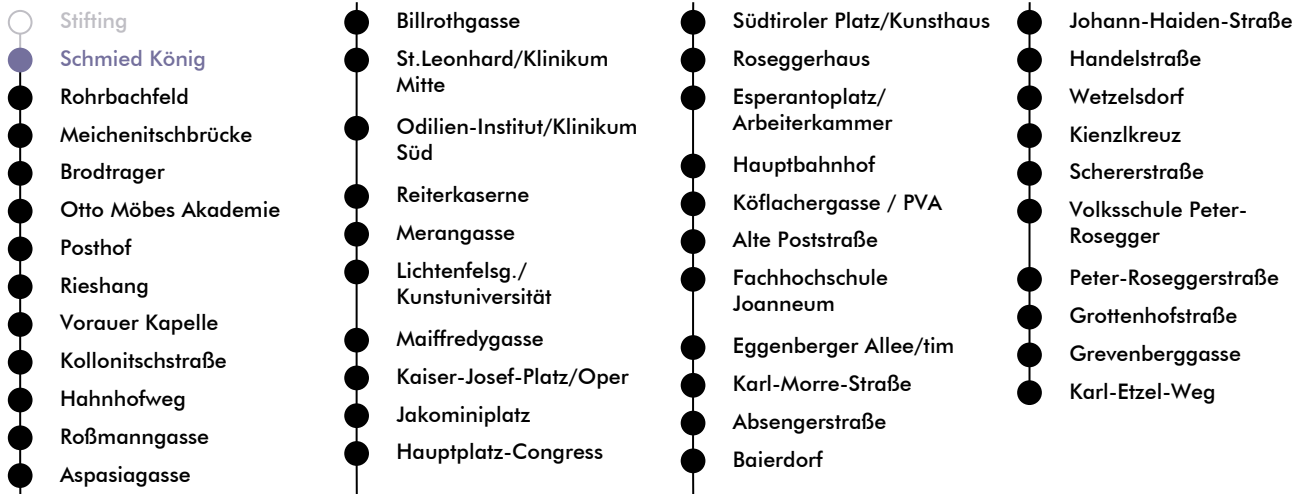 Stifting
Schmied König
Rohrbachfeld
Meichenitschbrücke
Brodtrager
Otto Möbes Akademie
Posthof
Rieshang
Vorauer Kapelle
Kollonitschstraße
Hahnhofweg
Roßmanngasse
Aspasiagasse
Billrothgasse
St.Leonhard/Klinikum
Mitte
Odilien-Institut/Klinikum
Süd
Reiterkaserne
Merangasse
Lichtenfelsg./
Kunstuniversität
Maiffredygasse
Kaiser-Josef-Platz/Oper
Jakominiplatz
Hauptplatz-Congress
Südtiroler Platz/Kunsthaus
Roseggerhaus
Esperantoplatz/
Arbeiterkammer
Hauptbahnhof
Köflachergasse / PVA
Alte Poststraße
Fachhochschule
Joanneum
Eggenberger Allee/tim
Karl-Morre-Straße
Absengerstraße
Baierdorf
Johann-Haiden-Straße
Handelstraße
Wetzelsdorf
Kienzlkreuz
Schererstraße
Volksschule Peter-
Rosegger
Peter-Roseggerstraße
Grottenhofstraße
Grevenberggasse
Karl-Etzel-Weg